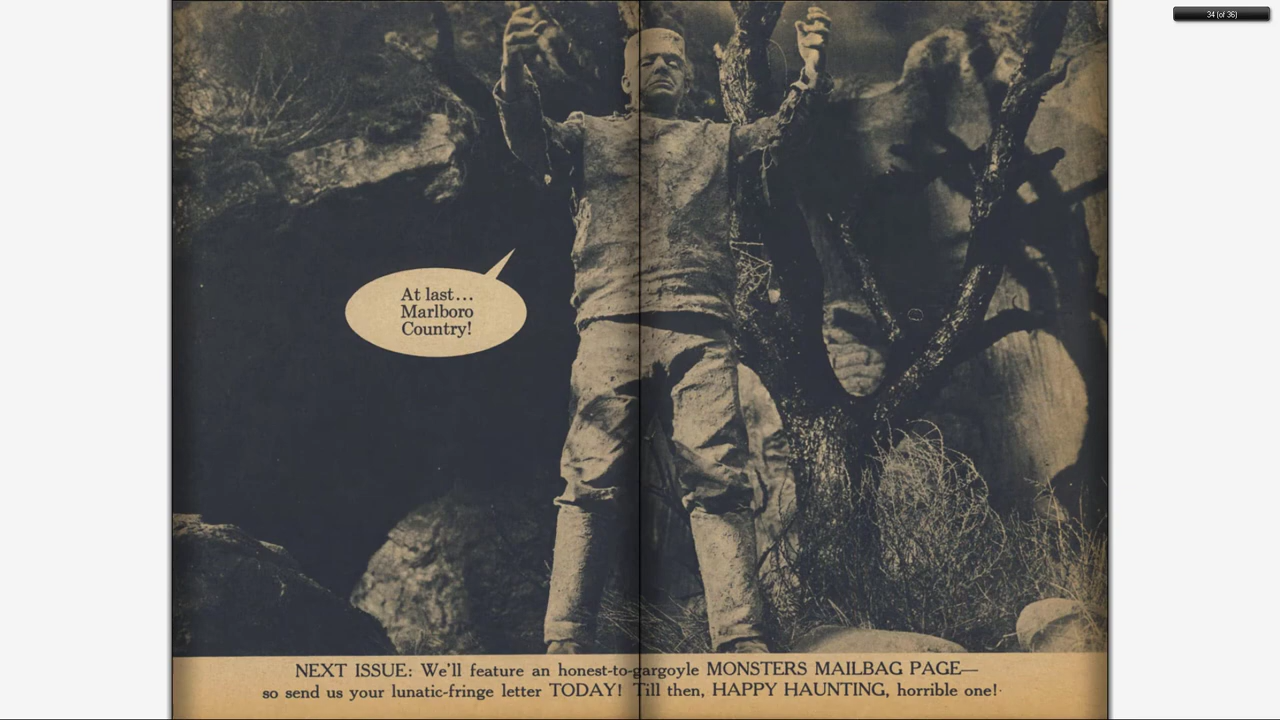 34 (of 36)
At last...
Marlboro
Country!
NEXT ISSUE: We'll feature an honest-to-gargoyle MONSTERS MAILBAG PAGE—
so send us your lunatic-fringe letter TODAY! Till then, HAPPY HAUNTING, horrible one!